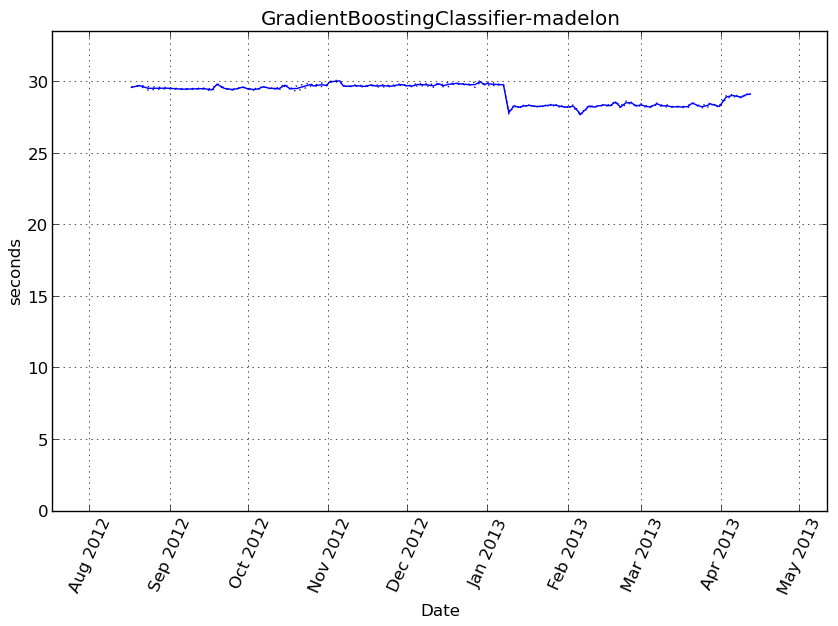 GradientBoostingClassifier-madelon
30
25
20
15
10
5
0
seconds
Aug 2012
Sep 2012
Oct 2012
Nov 2012
Dec 2012
Jan 2013
Feb 2013
Mar 2013
Apr 2013
May 2013
Date